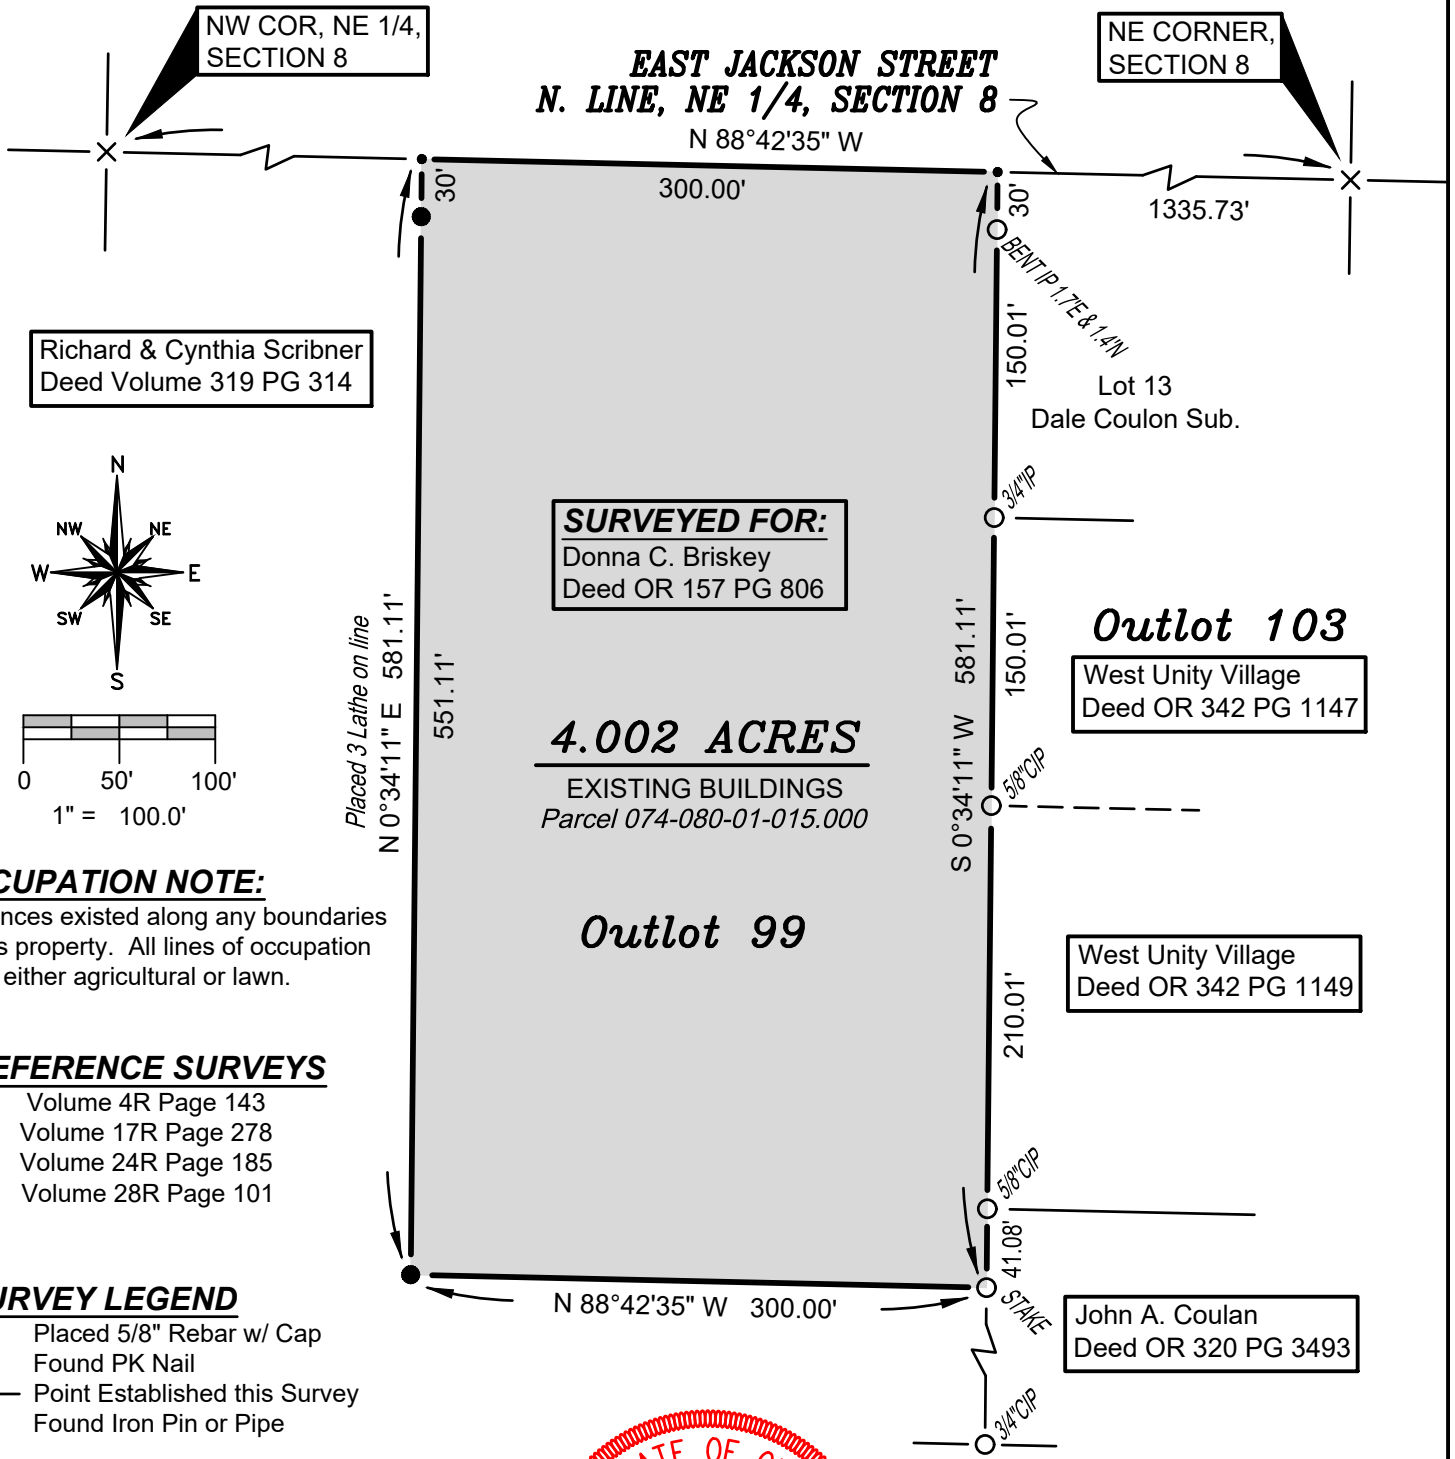 NW COR, NE 1/4,
SECTION 8
EAST JACKSON STREET
N. LINE, NE 1/4, SECTION 8
NE CORNER,
SECTION 8
N 88°42'35" W
300.00'
30'
30'
1335.73'
BENT IP 1.7'E & 1.4'N
150.01'
Lot 13
Dale Coulon Sub.
Richard & Cynthia Scribner
Deed Volume 319 PG 314
N
NW
NE
W
E
SW
SE
S
3/4"IP
SURVEYED FOR:
Donna C. Briskey
Deed OR 157 PG 806
Placed 3 Lathe on line
N 0°34'11" E 581.11'
551.11'
S 0°34'11" W 581.11'
150.01'
Outlot 103
West Unity Village
Deed OR 342 PG 1147
4.002 ACRES
EXISTING BUILDINGS
Parcel 074-080-01-015.000
0 50' 100'
1" = 100.0'
5/8"CIP
Outlot 99
CUPATION NOTE:
nces existed along any boundaries
s property. All lines of occupation
either agricultural or lawn.
West Unity Village
Deed OR 342 PG 1149
210.01'
EFERENCE SURVEYS
Volume 4R Page 143
Volume 17R Page 278
Volume 24R Page 185
Volume 28R Page 101
5/8"CIP
41.08'
STAKE
N 88°42'35" W 300.00'
URVEY LEGEND
Placed 5/8" Rebar w/ Cap
Found PK Nail
Point Established this Survey
Found Iron Pin or Pipe
John A. Coulan
Deed OR 320 PG 3493
3/4"CIP
OF